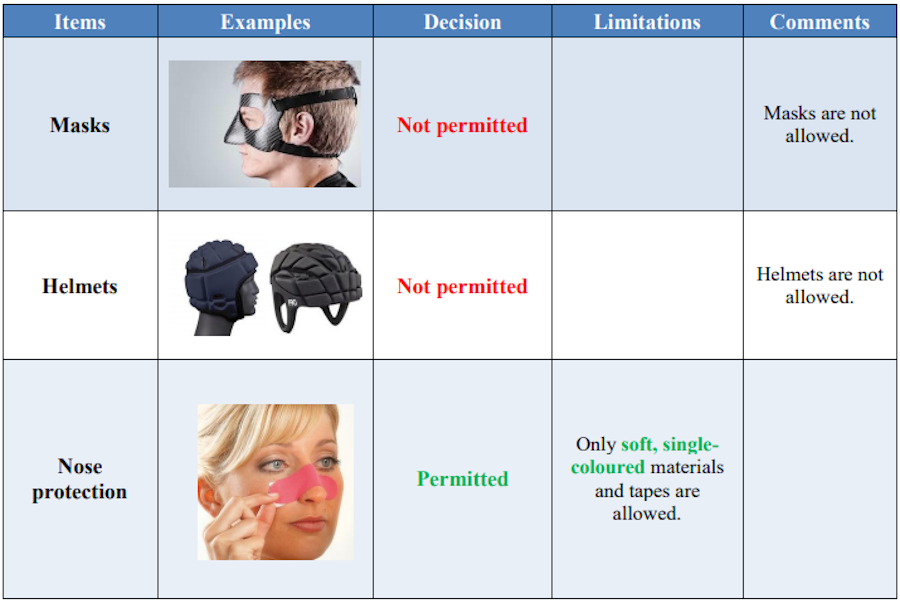 Items Examples Decision Limitations Comments
Masks
Not permitted
Masks are not
allowed.
Helmets
Not permitted
Helmets are not
allowed.
Nose
protection
Permitted
Only soft, single-
coloured materials
and tapes are
allowed.